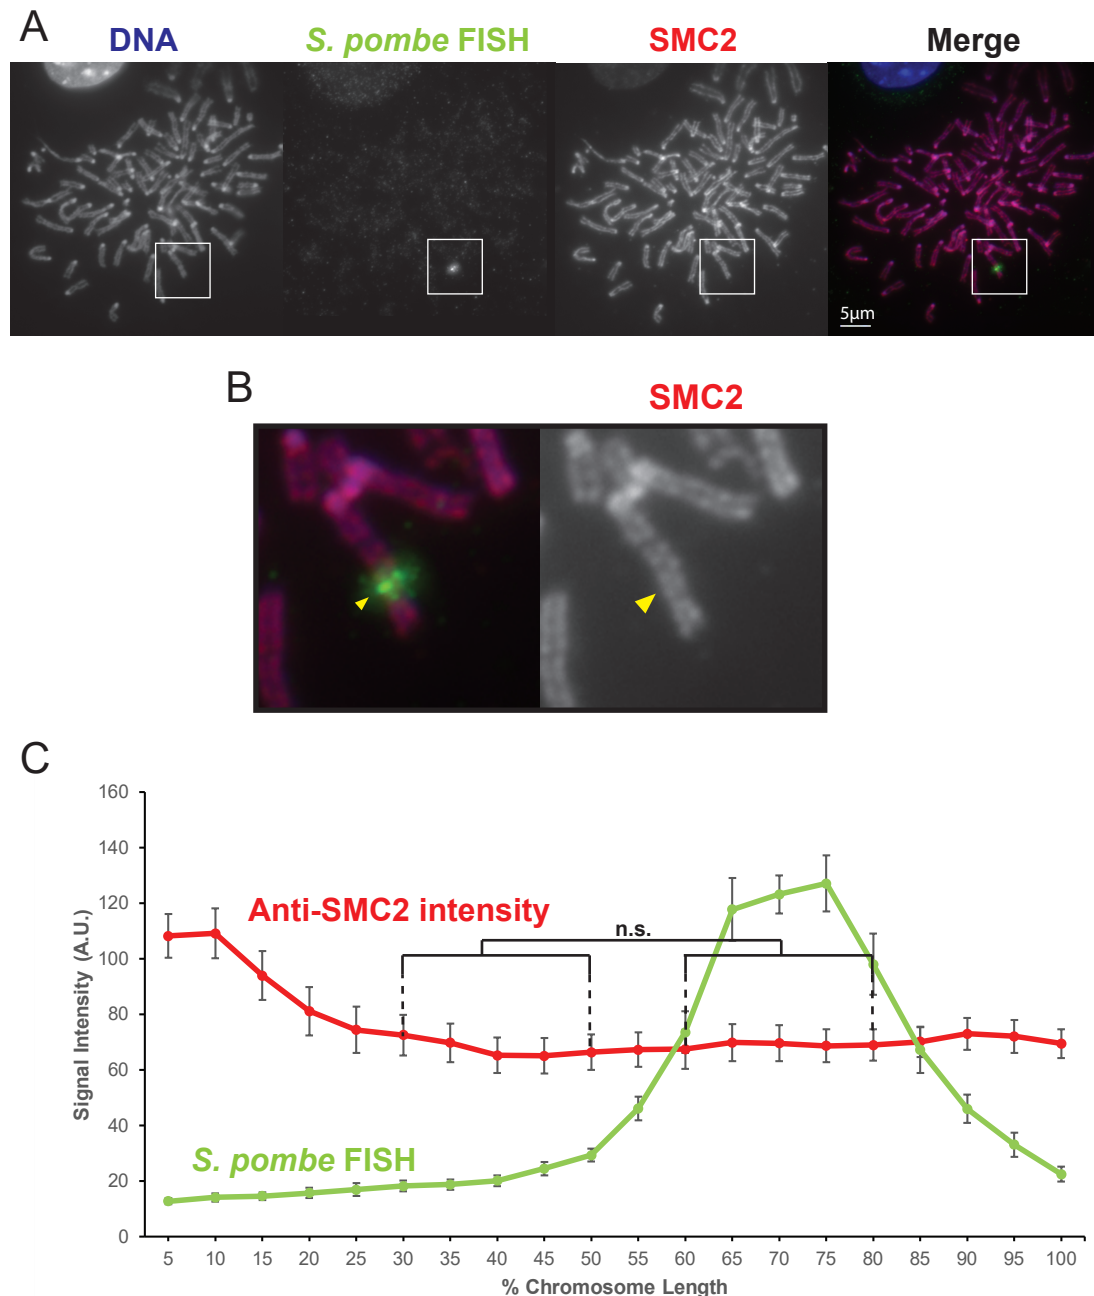 A
DNA
S. pombe FISH
SMC2
Merge
5µm
B
SMC2
C
160
140
120
100
80
60
40
20
0
Signal Intensity (A.U.)
Anti-SMC2 intensity
n.s.
S. pombe FISH
5 10 15 20 25 30 35 40 45 50 55 60 65 70 75 80 85 90 95 100
% Chromosome Length